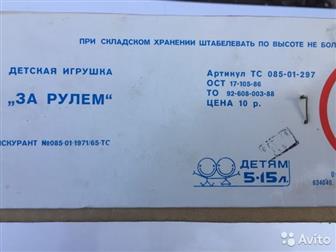 ПРИ СКЛАДСКОМ ХРАНЕНИИ ШТАБЕЛЕВАТЬ ПО ВЫСОТЕ НЕ БОЛ
ДЕТСКАЯ ИГРУШКА
„ЗА РУЛЕМ“
Артикул ТС 085-01-297
ОСТ 17-105-86
ТО 92-608-003-88
ЦЕНА 10 р.
ЙСКУРАНТ №085-01-1971/65-ТС
ДЕТЯМ
5-15л.
Avito